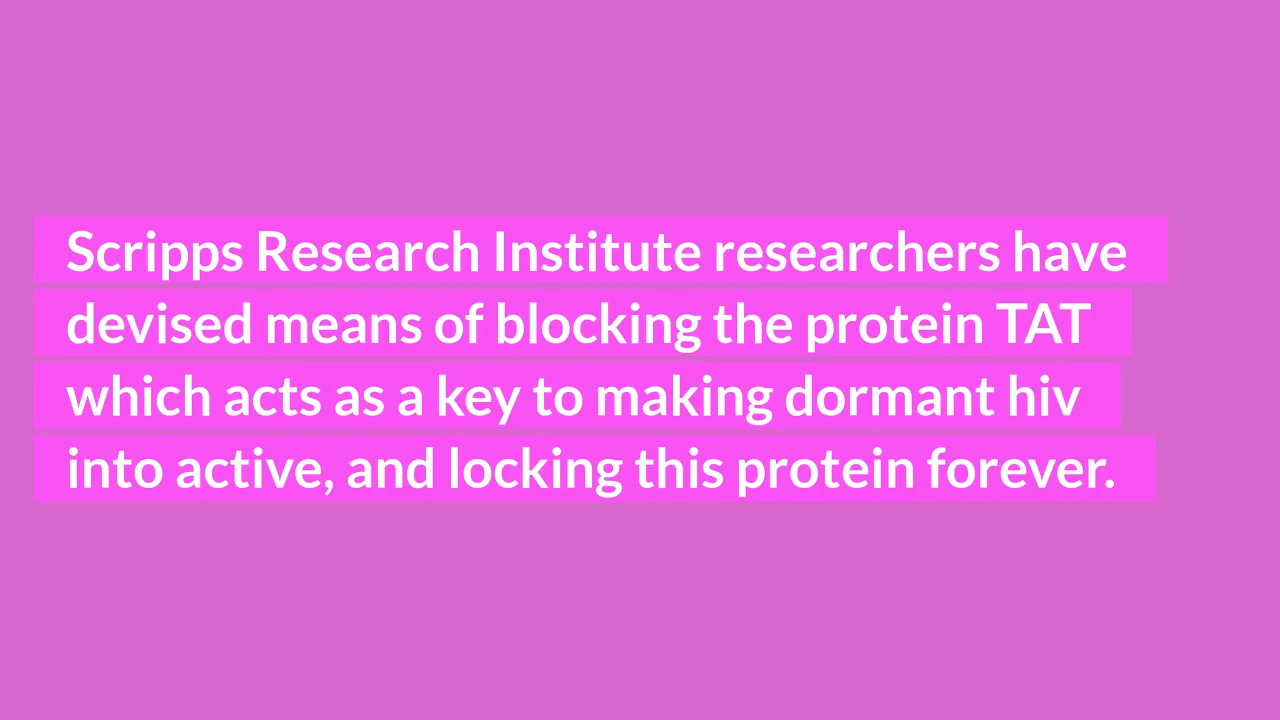 Scripps Research Institute researchers have
devised means of blocking the protein TAT
which acts as a key to making dormant hiv
into active, and locking this protein forever.